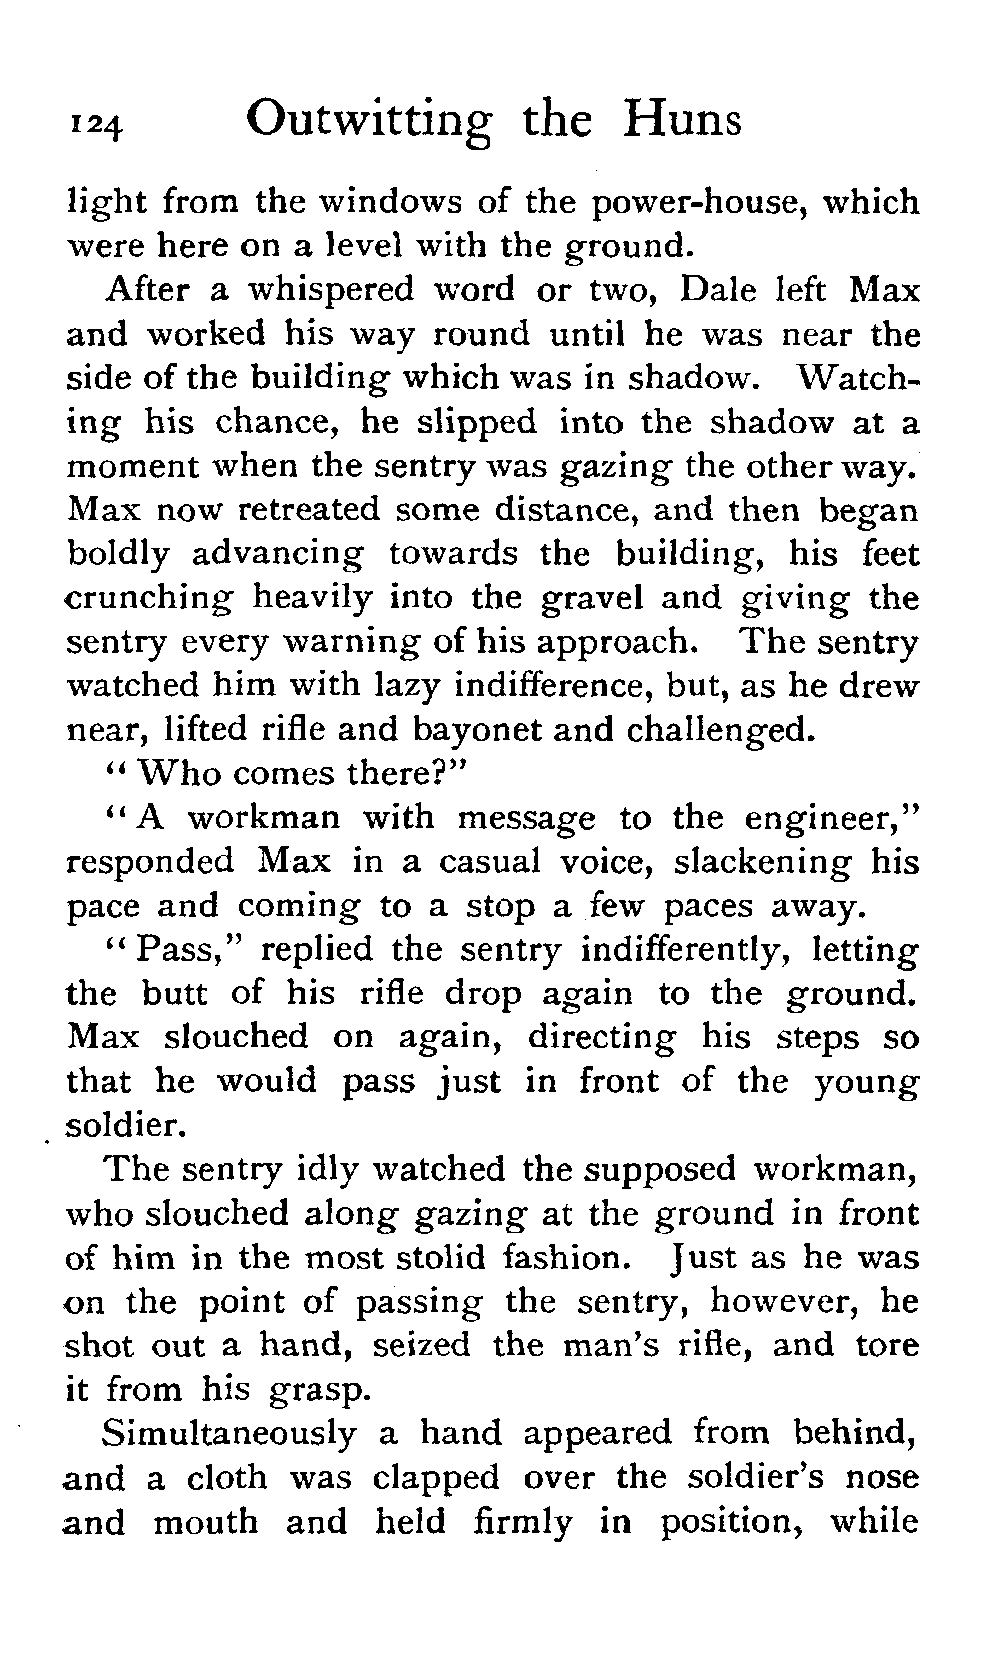 124 Outwitting the Huns
light from the windows of the power-house, which
were here on a level with the ground.
After a whispered word or two, Dale left Max
and worked his way round until he was near the
side of the building which was in shadow. Watch-
ing his chance, he slipped into the shadow at a
moment when the sentry was gazing the other way.
Max now retreated some distance, and then began
boldly advancing towards the building, his feet
crunching heavily into the gravel and giving the
sentry every warning of his approach. The sentry
watched him with lazy indifference, but, as he drew
near, lifted rifle and bayonet and challenged.
“Who comes there?”
“A workman with message to the engineer,”
responded Max in a casual voice, slackening his
pace and coming to a stop a few paces away.
“Pass,” replied the sentry indifferently, letting
the butt of his rifle drop again to the ground.
Max slouched on again, directing his steps so
that he would pass just in front of the young
soldier.
The sentry idly watched the supposed workman,
who slouched along gazing at the ground in front
of him in the most stolid fashion. Just as he was
on the point of passing the sentry, however, he
shot out a hand, seized the man’s rifle, and tore
it from his grasp.
Simultaneously a hand appeared from behind,
and a cloth was clapped over the soldier’s nose
and mouth and held firmly in position, while